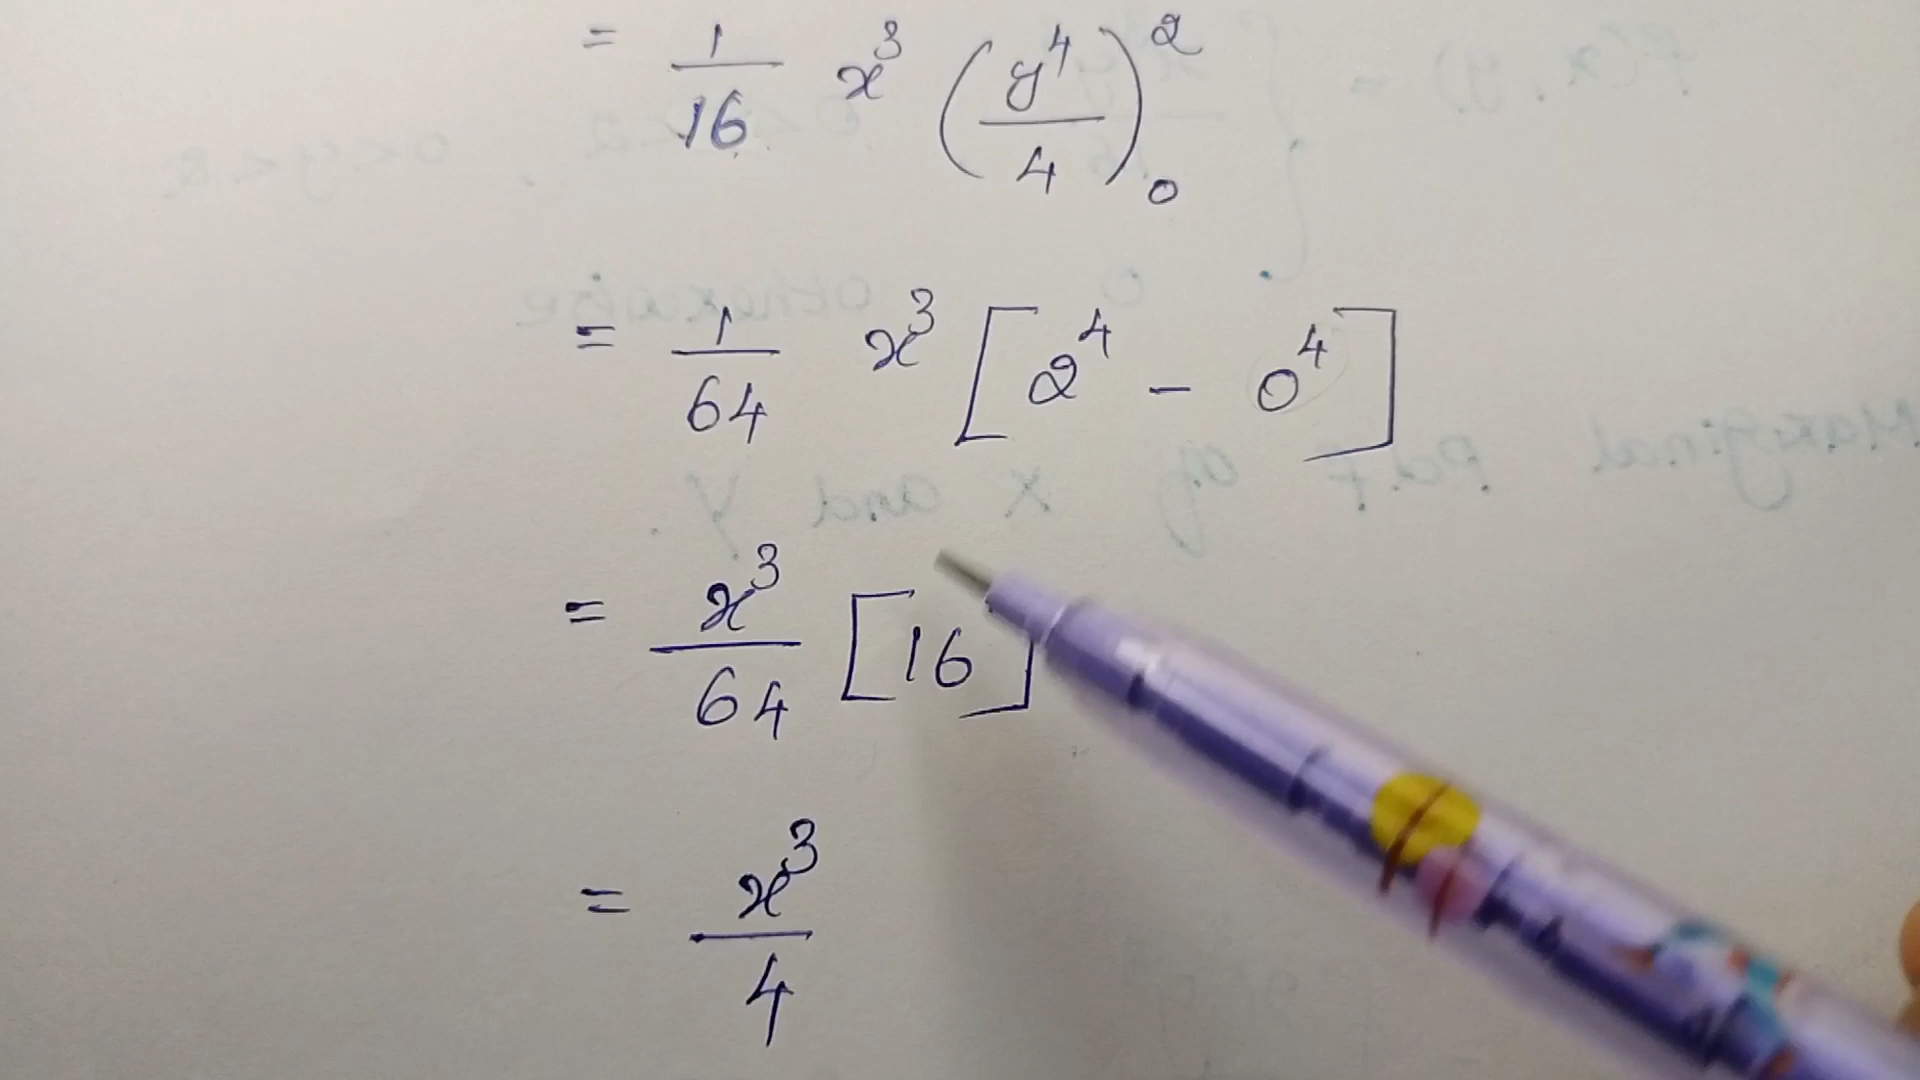 = 1/16 x³ (y⁴/4)₀²
= 1/64 x³ [2⁴ - 0⁴]
= x³/64 [16]
= x³/4